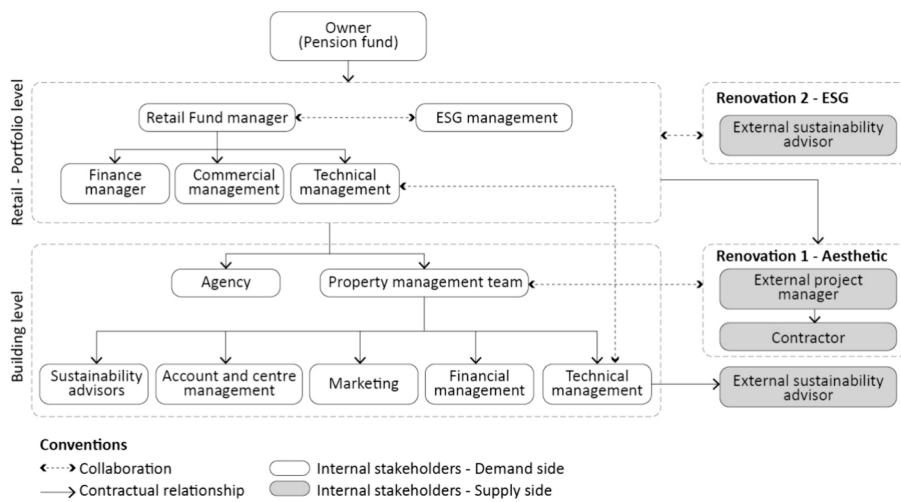 Owner
(Pension fund)
Retail - Portfolio level
Retail Fund manager
ESG management
Finance
manager
Commercial
management
Technical
management
Renovation 2 - ESG
External sustainability
advisor
Building level
Agency
Property management team
Sustainability
advisors
Account and centre
management
Marketing
Financial
management
Technical
management
Renovation 1 - Aesthetic
External project
manager
Contractor
External sustainability
advisor
Conventions
Collaboration
Contractual relationship
Internal stakeholders - Demand side
Internal stakeholders - Supply side